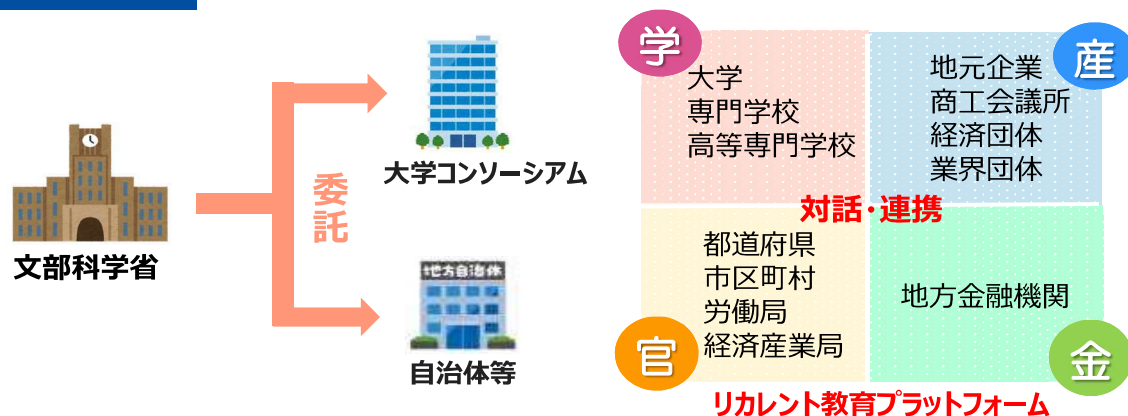 文部科学省
委託
大学コンソーシアム
地方自治体
自治体等
学
大学
専門学校
高等専門学校
産
地元企業
商工会議所
経済団体
業界団体
対話・連携
官
都道府県
市区町村
労働局
経済産業局
金
地方金融機関
リカレント教育プラットフォーム